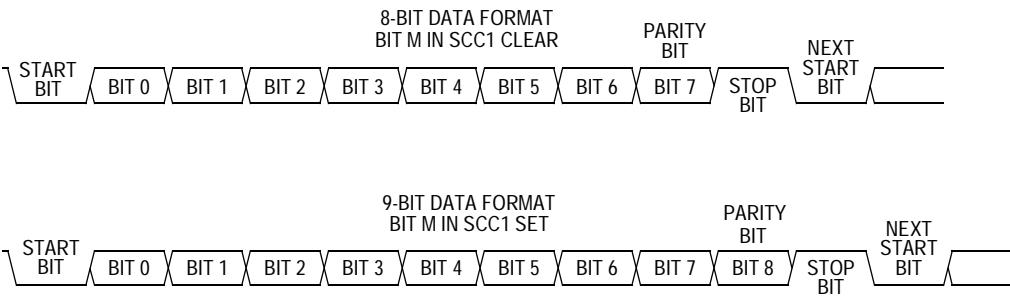 8-BIT DATA FORMAT
BIT M IN SCC1 CLEAR
PARITY
BIT
START
BIT
BIT 0
BIT 1
BIT 2
BIT 3
BIT 4
BIT 5
BIT 6
BIT 7
STOP
BIT
NEXT
START
BIT
9-BIT DATA FORMAT
BIT M IN SCC1 SET
PARITY
BIT
START
BIT
BIT 0
BIT 1
BIT 2
BIT 3
BIT 4
BIT 5
BIT 6
BIT 7
BIT 8
STOP
BIT
NEXT
START
BIT